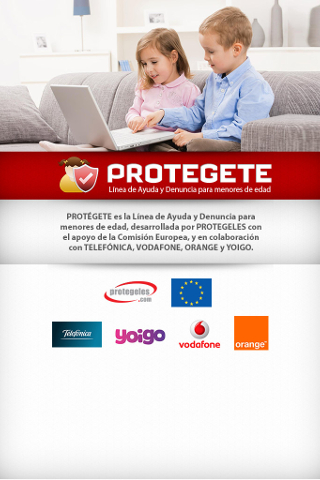 PROTEGETE
Línea de Ayuda y Denuncia para menores de edad
PROTÉGETE es la Línea de Ayuda y Denuncia para
menores de edad, desarrollada por PROTEGELES con
el apoyo de la Comisión Europea, y en colaboración
con TELEFÓNICA, VODAFONE, ORANGE y YOIGO.
protegeles
.com
Telefónica
yoigo
vodafone
orange